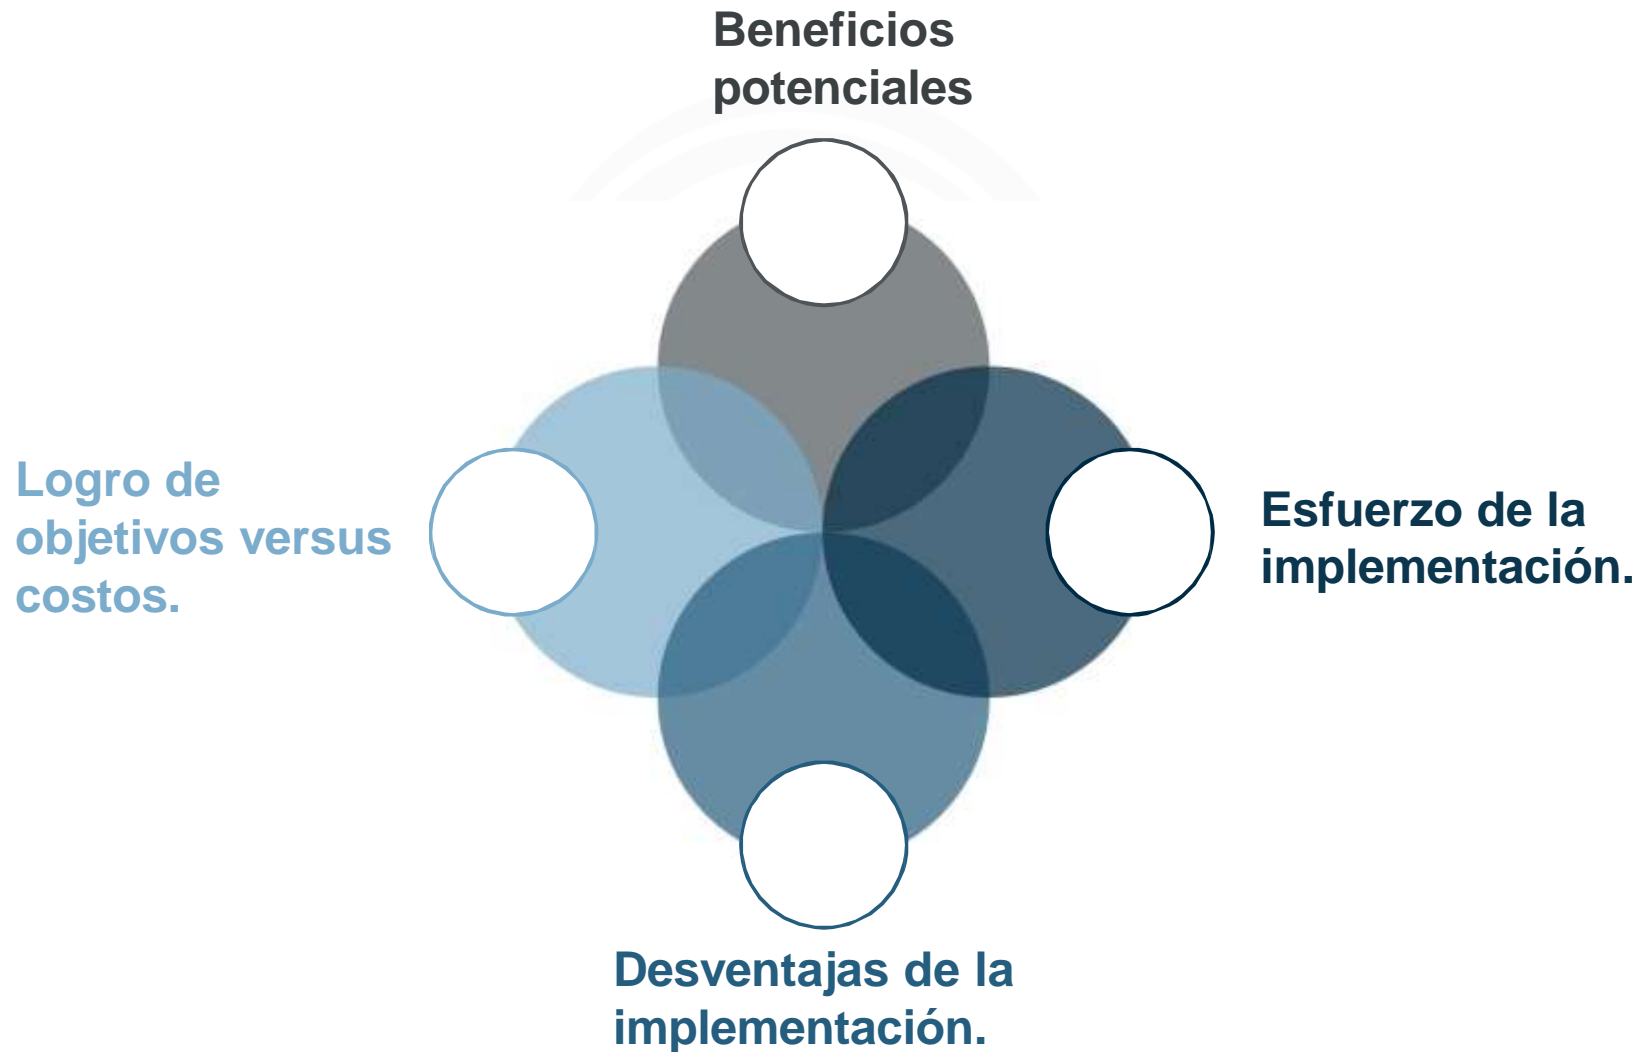 Beneficios
potenciales
Logro de
objetivos versus
costos.
Esfuerzo de la
implementación.
Desventajas de la
implementación.